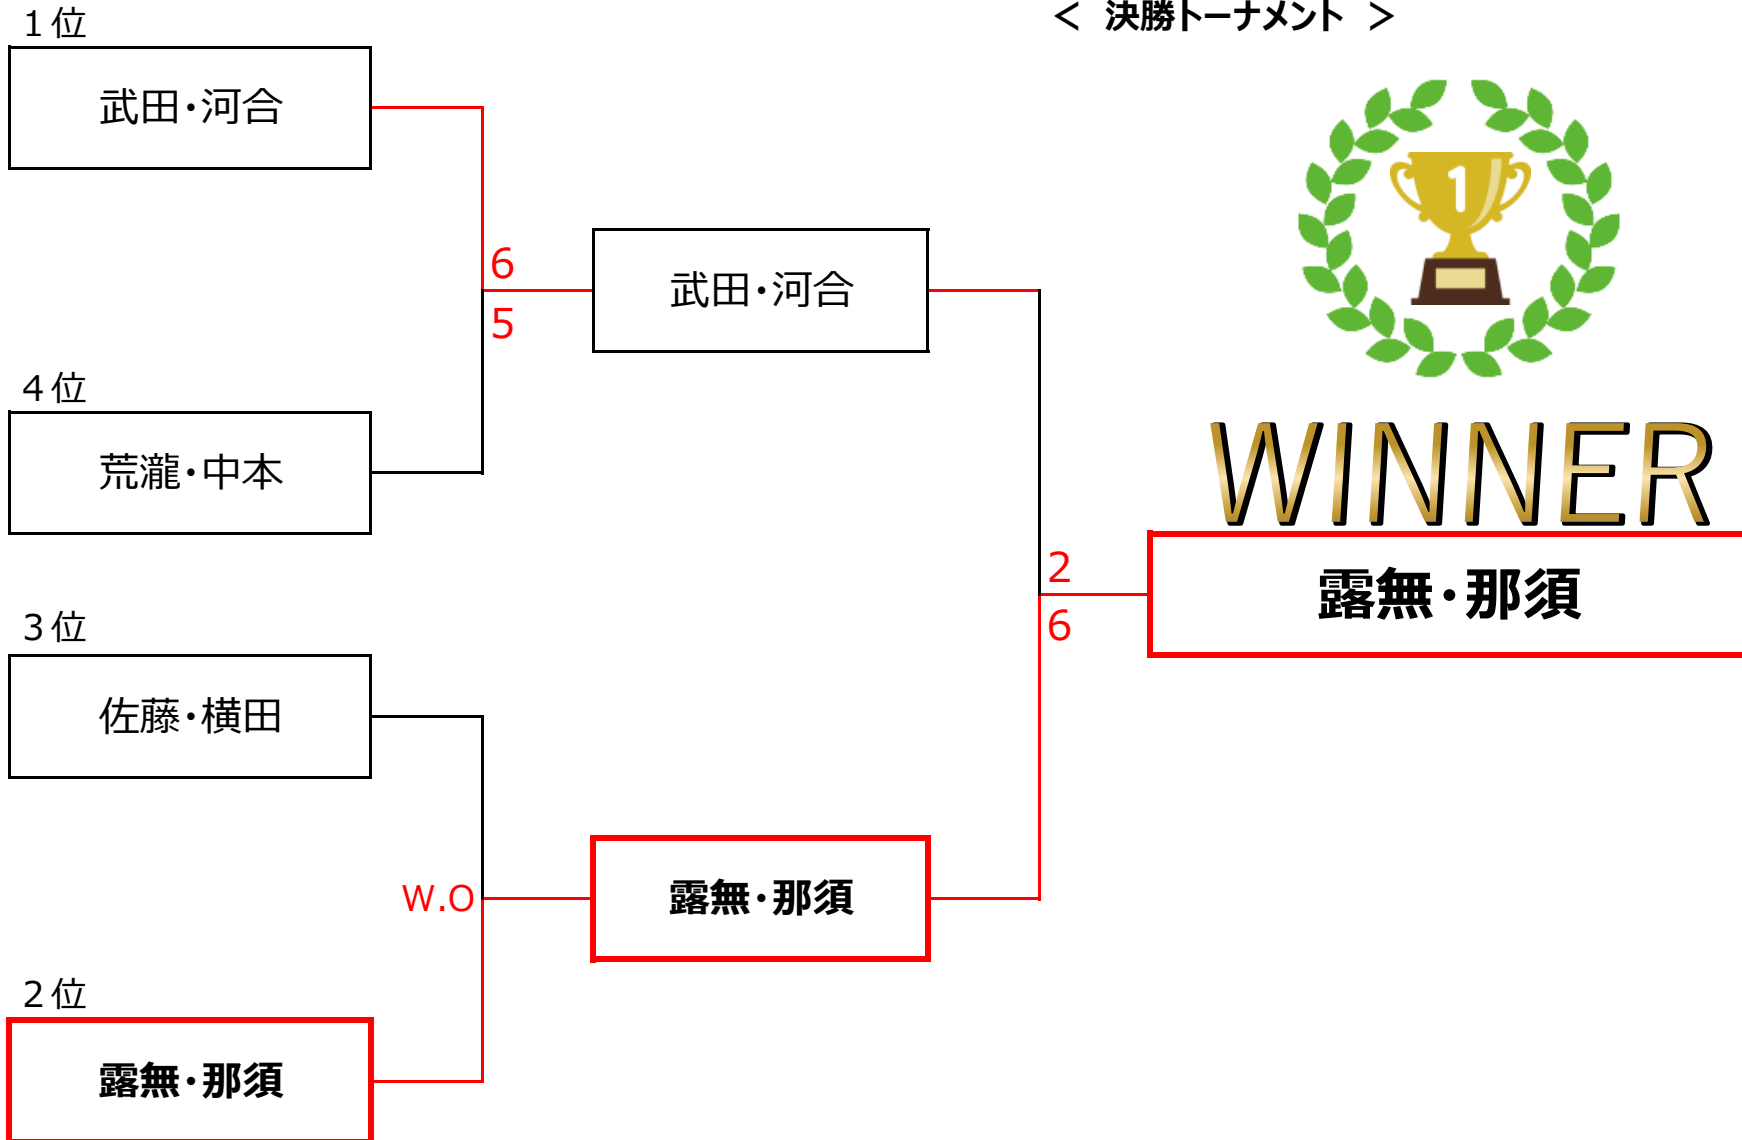 ＜ 決勝トーナメント ＞
１位
武田・河合
6
5
武田・河合
４位
荒瀧・中本
1
WINNER
露無・那須
2
6
３位
佐藤・横田
W.O
露無・那須
２位
露無・那須